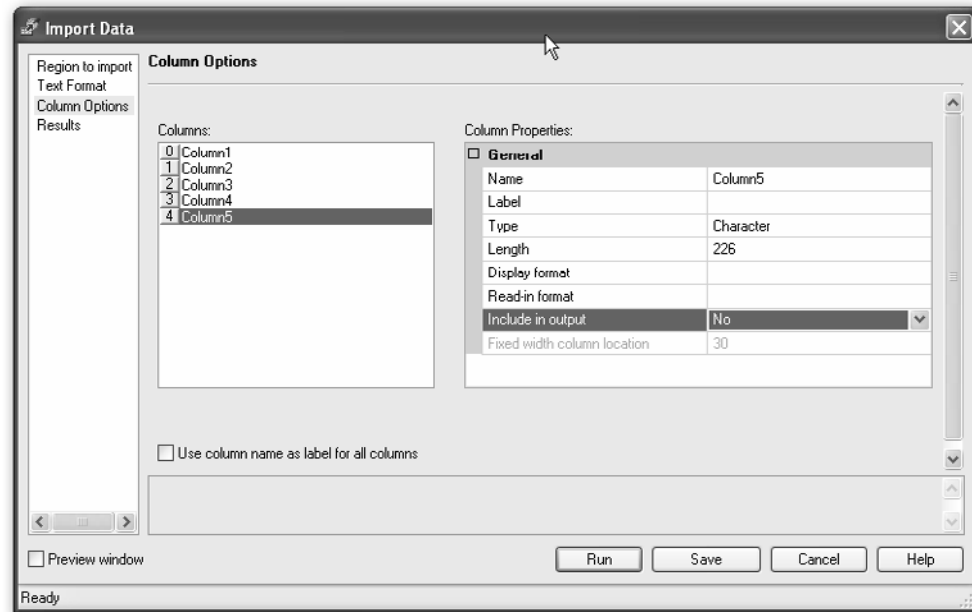 Import Data
Region to import
Text Format
Column Options
Results
Column Options
Columns:
0 Column1
1 Column2
2 Column3
3 Column4
4 Column5
Column Properties:
General
Name Column5
Label
Type Character
Length 226
Display format
Read-in format
Include in output No
Fixed width column location 30
Use column name as label for all columns
Preview window
Run Save Cancel Help
Ready